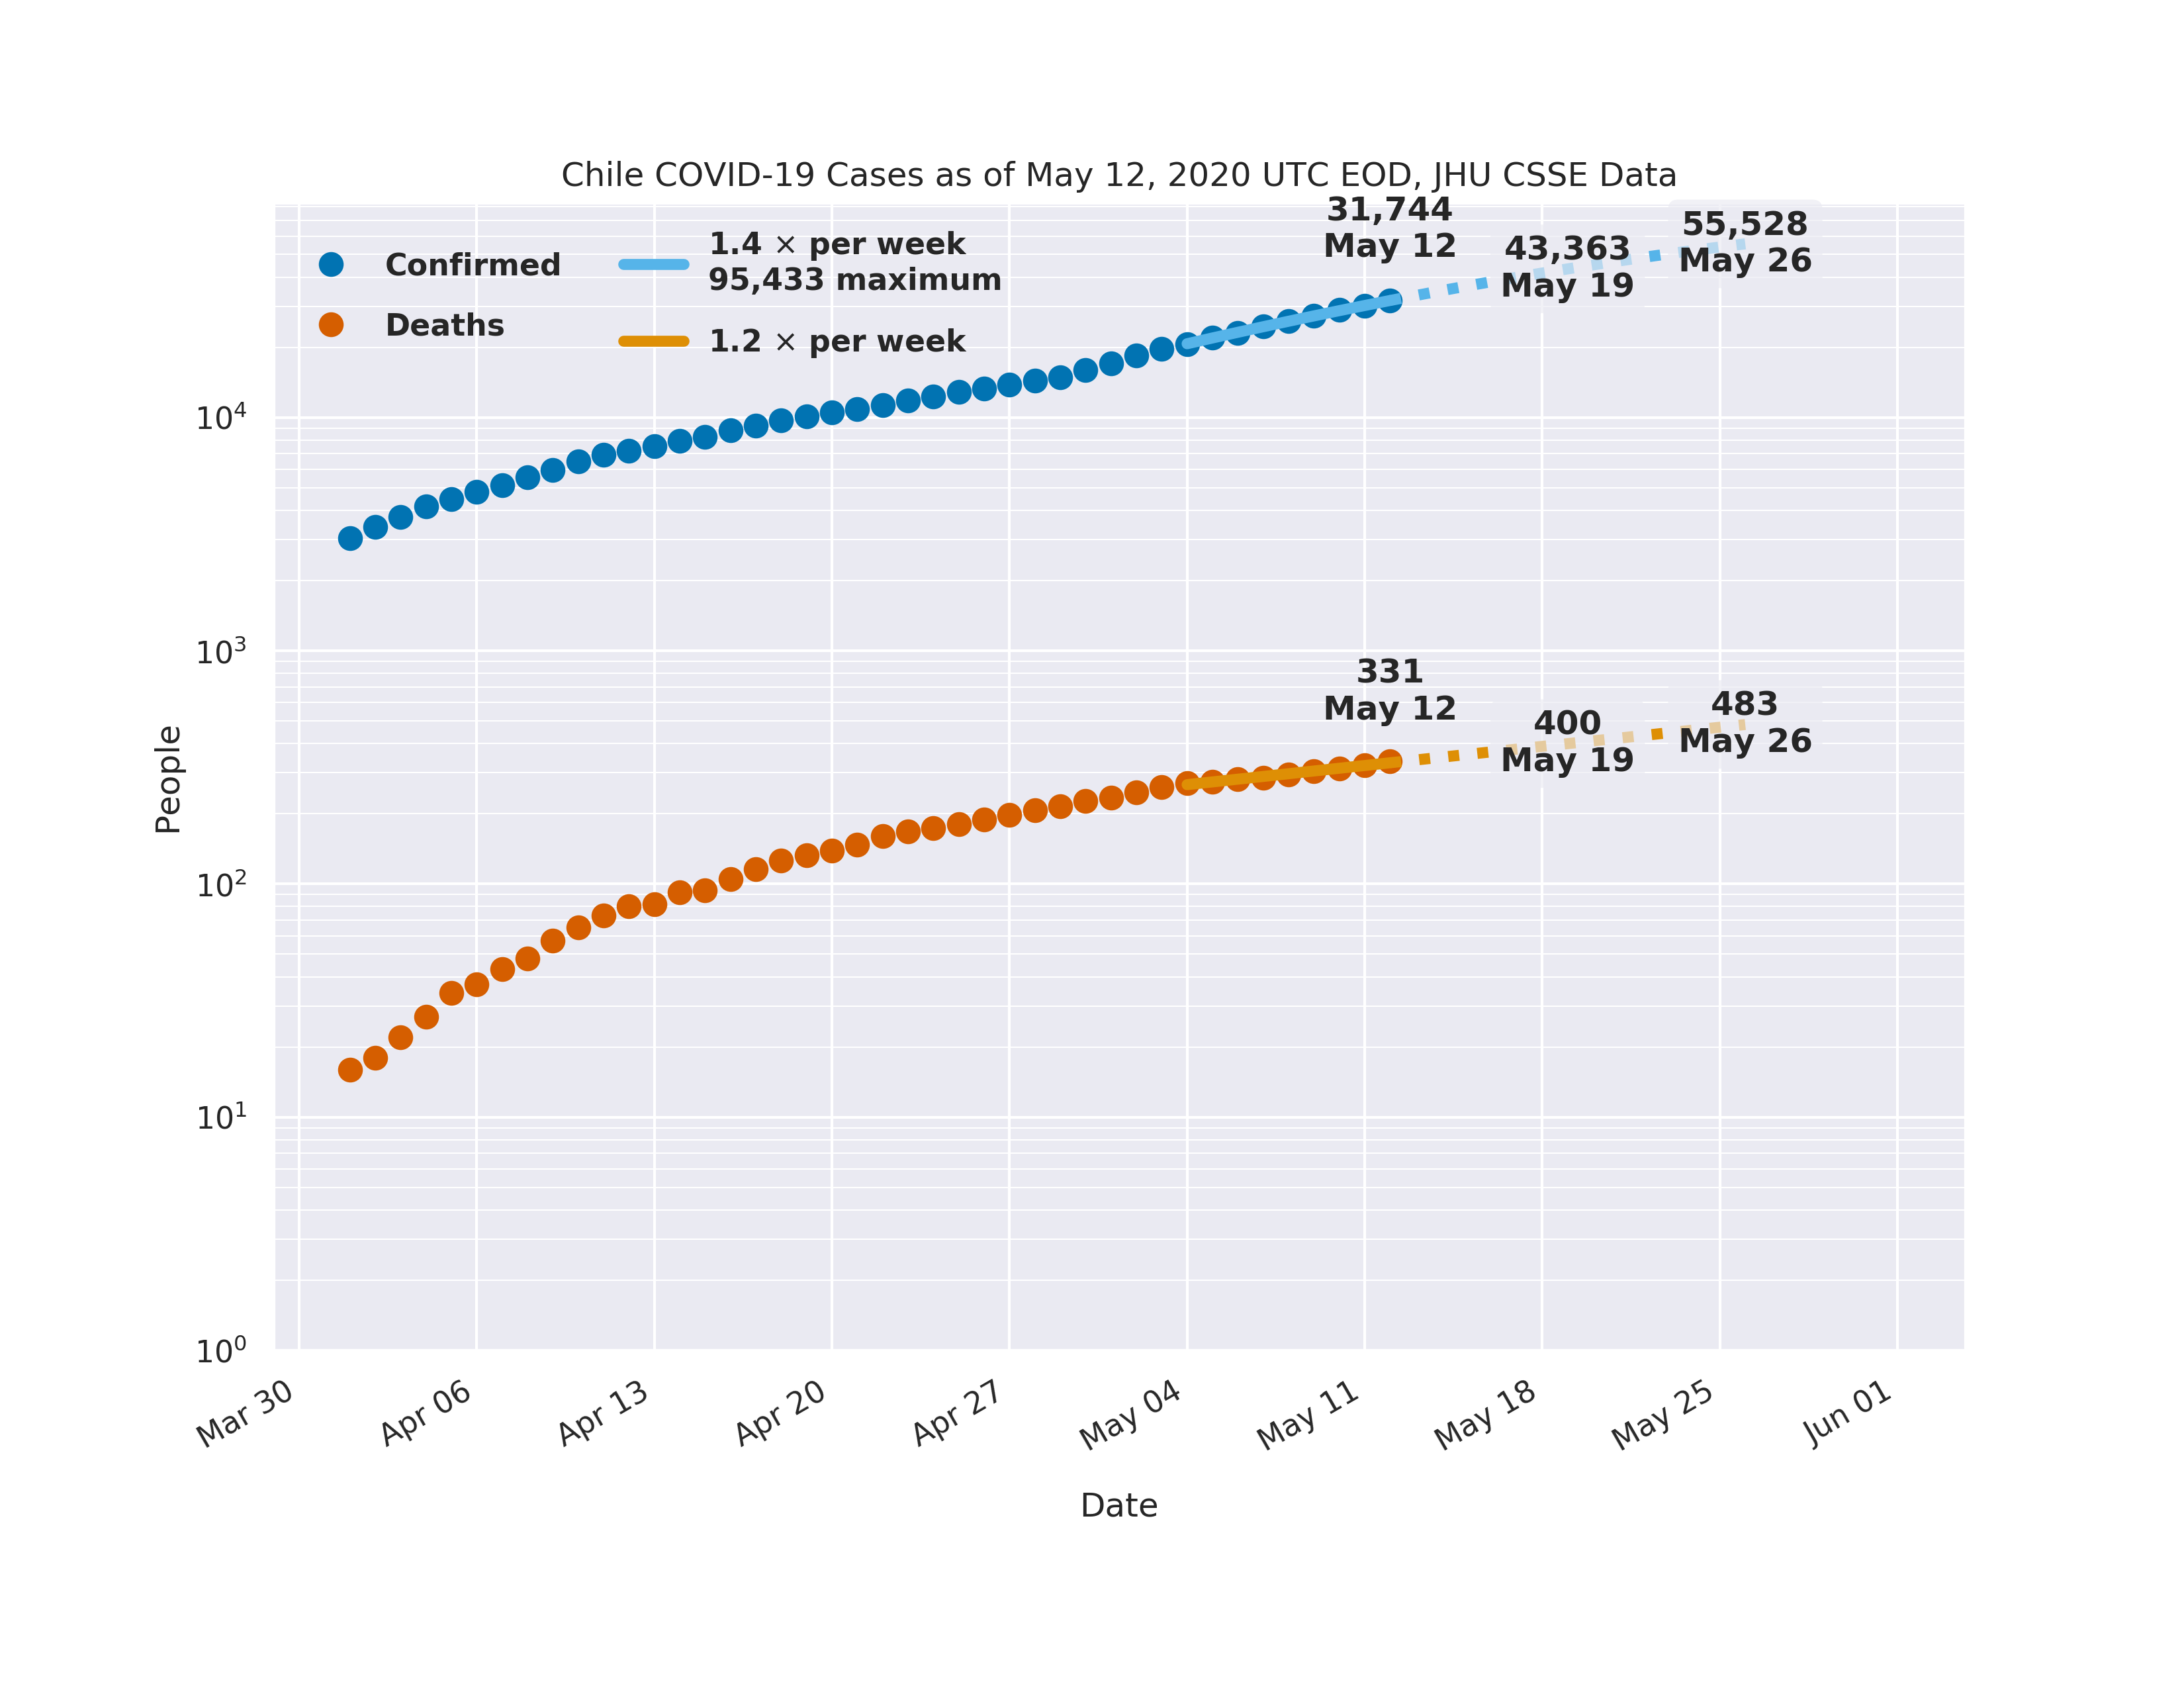 Chile COVID-19 Cases as of May 12, 2020 UTC EOD, JHU CSSE Data
Confirmed
Deaths
1.4 × per week
95,433 maximum
1.2 × per week
31,744
May 12
43,363
May 19
55,528
May 26
331
May 12
400
May 19
483
May 26
People
10⁴
10³
10²
10¹
10⁰
Mar 30
Apr 06
Apr 13
Apr 20
Apr 27
May 04
May 11
May 18
May 25
Jun 01
Date